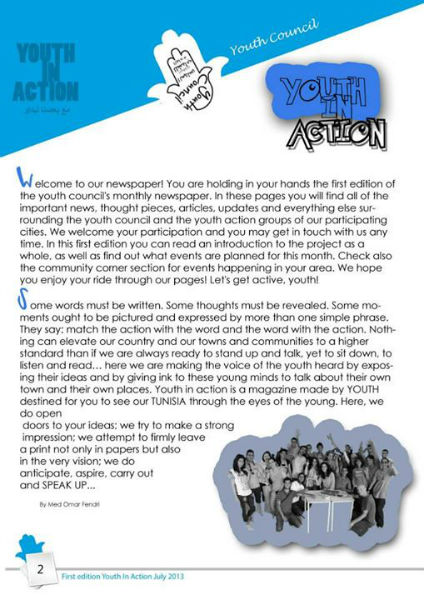 YOUTH
IN
ACTION
Youth Council
Youth
Council
YOUTH
IN
ACTION
Welcome to our newspaper! You are holding in your hands the first edition of
the youth council's monthly newspaper. In these pages you will find all of the
important news, thought pieces, articles, updates and everything else sur-
rounding the youth council and the youth action groups of our participating
cities. We welcome your participation and you may get in touch with us any
time. In this first edition you can read an introduction to the project as a
whole, as well as find out what events are planned for this month. Check also
the community corner section for events happening in your area. We hope
you enjoy your ride through our pages! Let's get active, youth!
Some words must be written. Some thoughts must be revealed. Some mo-
ments ought to be pictured and expressed by more than one simple phrase.
They say: match the action with the word and the word with the action. Noth-
ing can elevate our country and our towns and communities to a higher
standard than if we are always ready to stand up and talk, yet to sit down, to
listen and read... here we are making the voice of the youth heard by expos-
ing their ideas and by giving ink to these young minds to talk about their own
town and their own places. Youth in action is a magazine made by YOUTH
destined for you to see our TUNISIA through the eyes of the young. Here, we
do open
doors to your ideas; we try to make a strong
impression; we attempt to firmly leave
a print not only in papers but also
in the very vision; we do
anticipate, aspire, carry out
and SPEAK UP...
By Med Omar Fendri
2
First edition Youth In Action July 2013